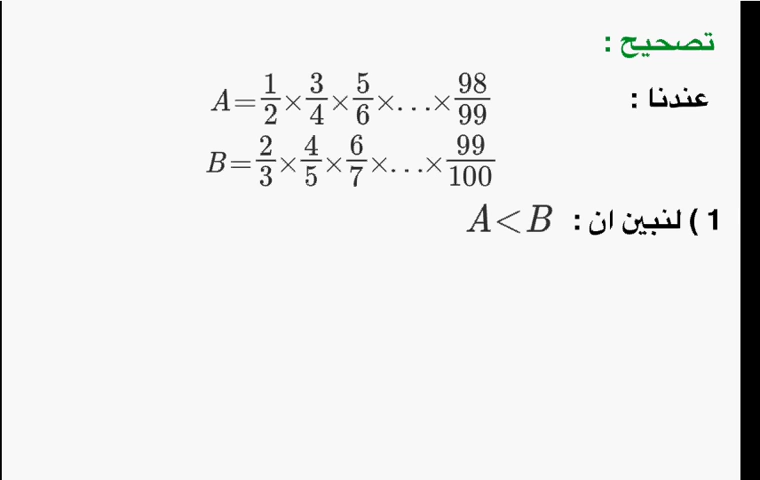 تصحيح :
عندنا : A = 1/2 × 3/4 × 5/6 × ... × 98/99
B = 2/3 × 4/5 × 6/7 × ... × 99/100
1 ) لنبين ان : A < B